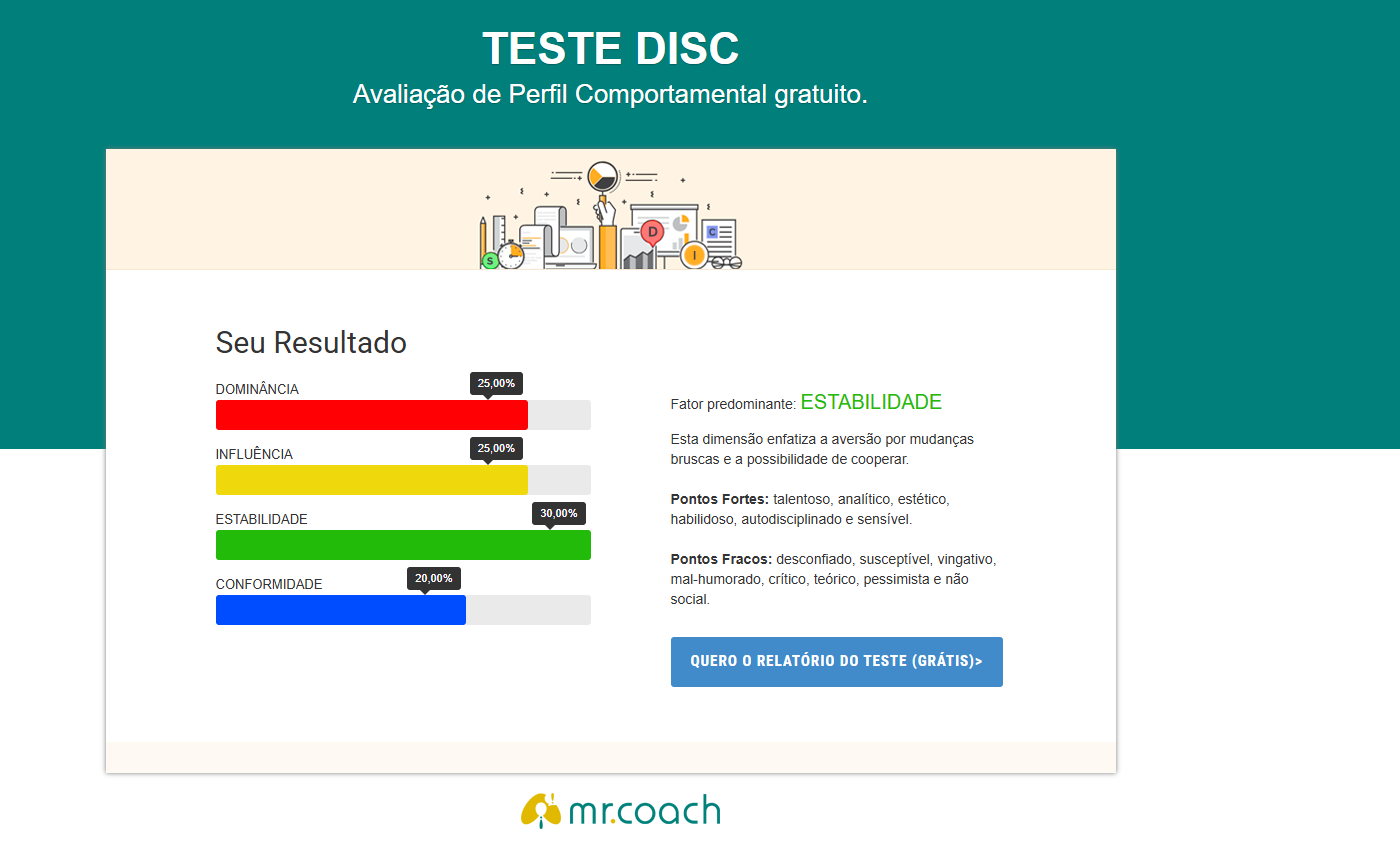 TESTE DISC
Avaliação de Perfil Comportamental gratuito.
S
D
I
C
Seu Resultado
DOMINÂNCIA
25,00%
INFLUÊNCIA
25,00%
ESTABILIDADE
30,00%
CONFORMIDADE
20,00%
Fator predominante: ESTABILIDADE
Esta dimensão enfatiza a aversão por mudanças
bruscas e a possibilidade de cooperar.
Pontos Fortes: talentoso, analítico, estético,
habilidoso, autodisciplinado e sensível.
Pontos Fracos: desconfiado, susceptível, vingativo,
mal-humorado, crítico, teórico, pessimista e não
social.
QUERO O RELATÓRIO DO TESTE (GRÁTIS)>
mr.coach